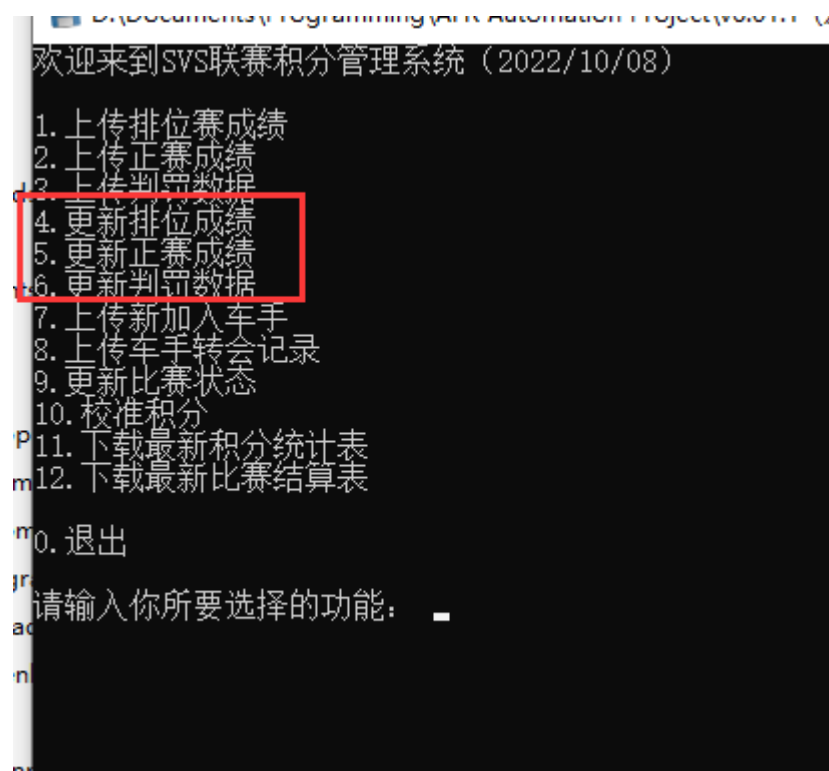 欢迎来到SVS联赛积分管理系统（2022/10/08）
1.上传排位赛成绩
2.上传正赛成绩
3.上传判罚数据
4.更新排位成绩
5.更新正赛成绩
6.更新判罚数据
7.上传新加入车手
8.上传车手转会记录
9.更新比赛状态
10.校准积分
11.下载最新积分统计表
12.下载最新比赛结算表
0.退出
请输入你所要选择的功能：